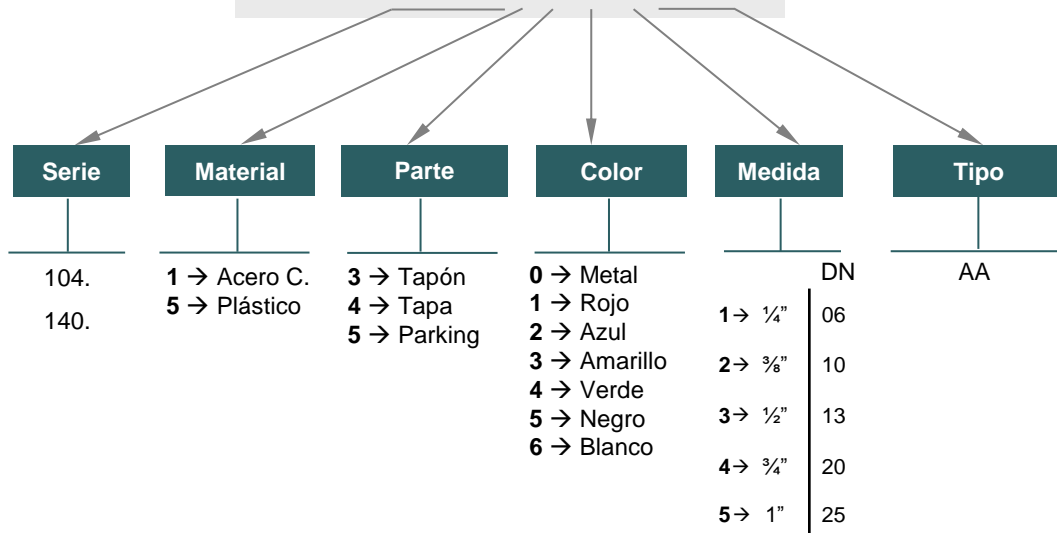 Serie
Material
Parte
Color
Medida
Tipo
104.
140.
1 → Acero C.
5 → Plástico
3 → Tapón
4 → Tapa
5 → Parking
0 → Metal
1 → Rojo
2 → Azul
3 → Amarillo
4 → Verde
5 → Negro
6 → Blanco
DN
1→ ¼” 06
2→ ⅜” 10
3→ ½” 13
4→ ¾” 20
5→ 1” 25
AA